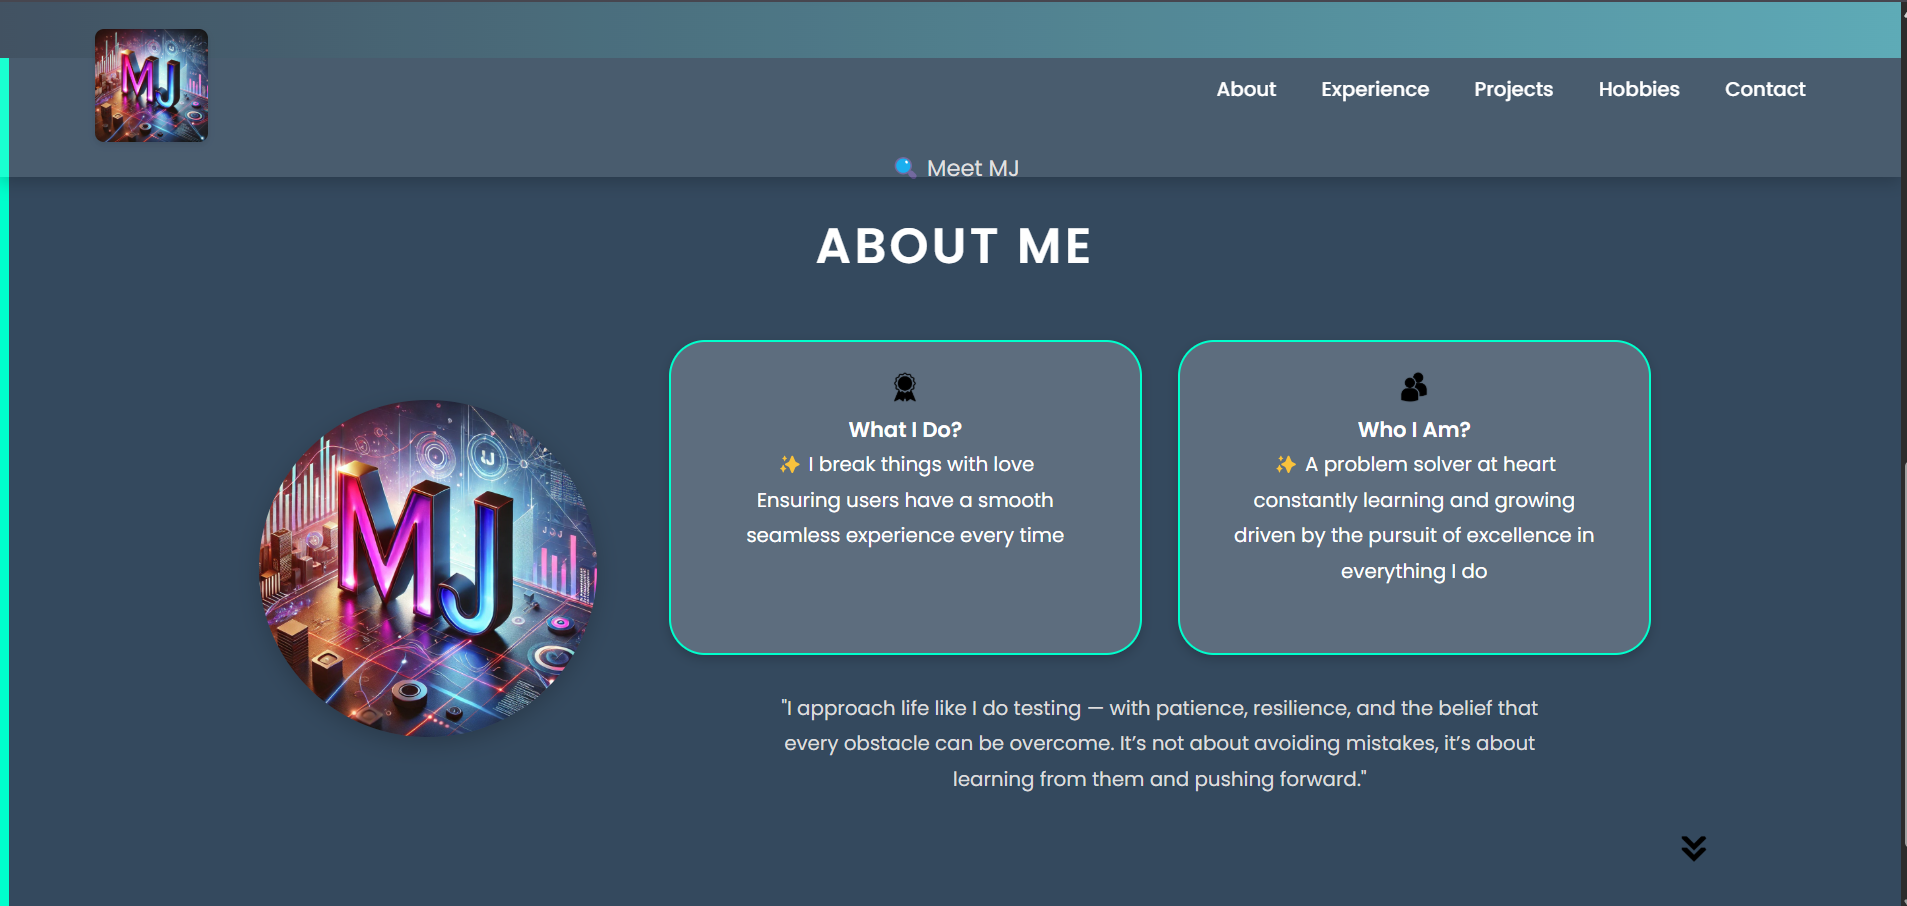 MJ
About Experience Projects Hobbies Contact
🔍 Meet MJ
ABOUT ME
MJ
What I Do?
✨ I break things with love
Ensuring users have a smooth
seamless experience every time
Who I Am?
✨ A problem solver at heart
constantly learning and growing
driven by the pursuit of excellence in
everything I do
"I approach life like I do testing — with patience, resilience, and the belief that
every obstacle can be overcome. It’s not about avoiding mistakes, it’s about
learning from them and pushing forward."